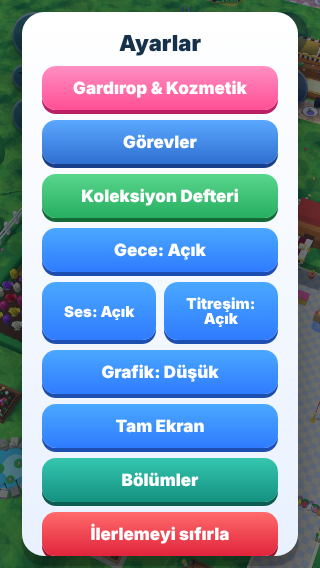 Ayarlar
Gardırop & Kozmetik
Görevler
Koleksiyon Defteri
Gece: Açık
Ses: Açık
Titreşim:
Açık
Grafik: Düşük
Tam Ekran
Bölümler
İlerlemeyi sıfırla